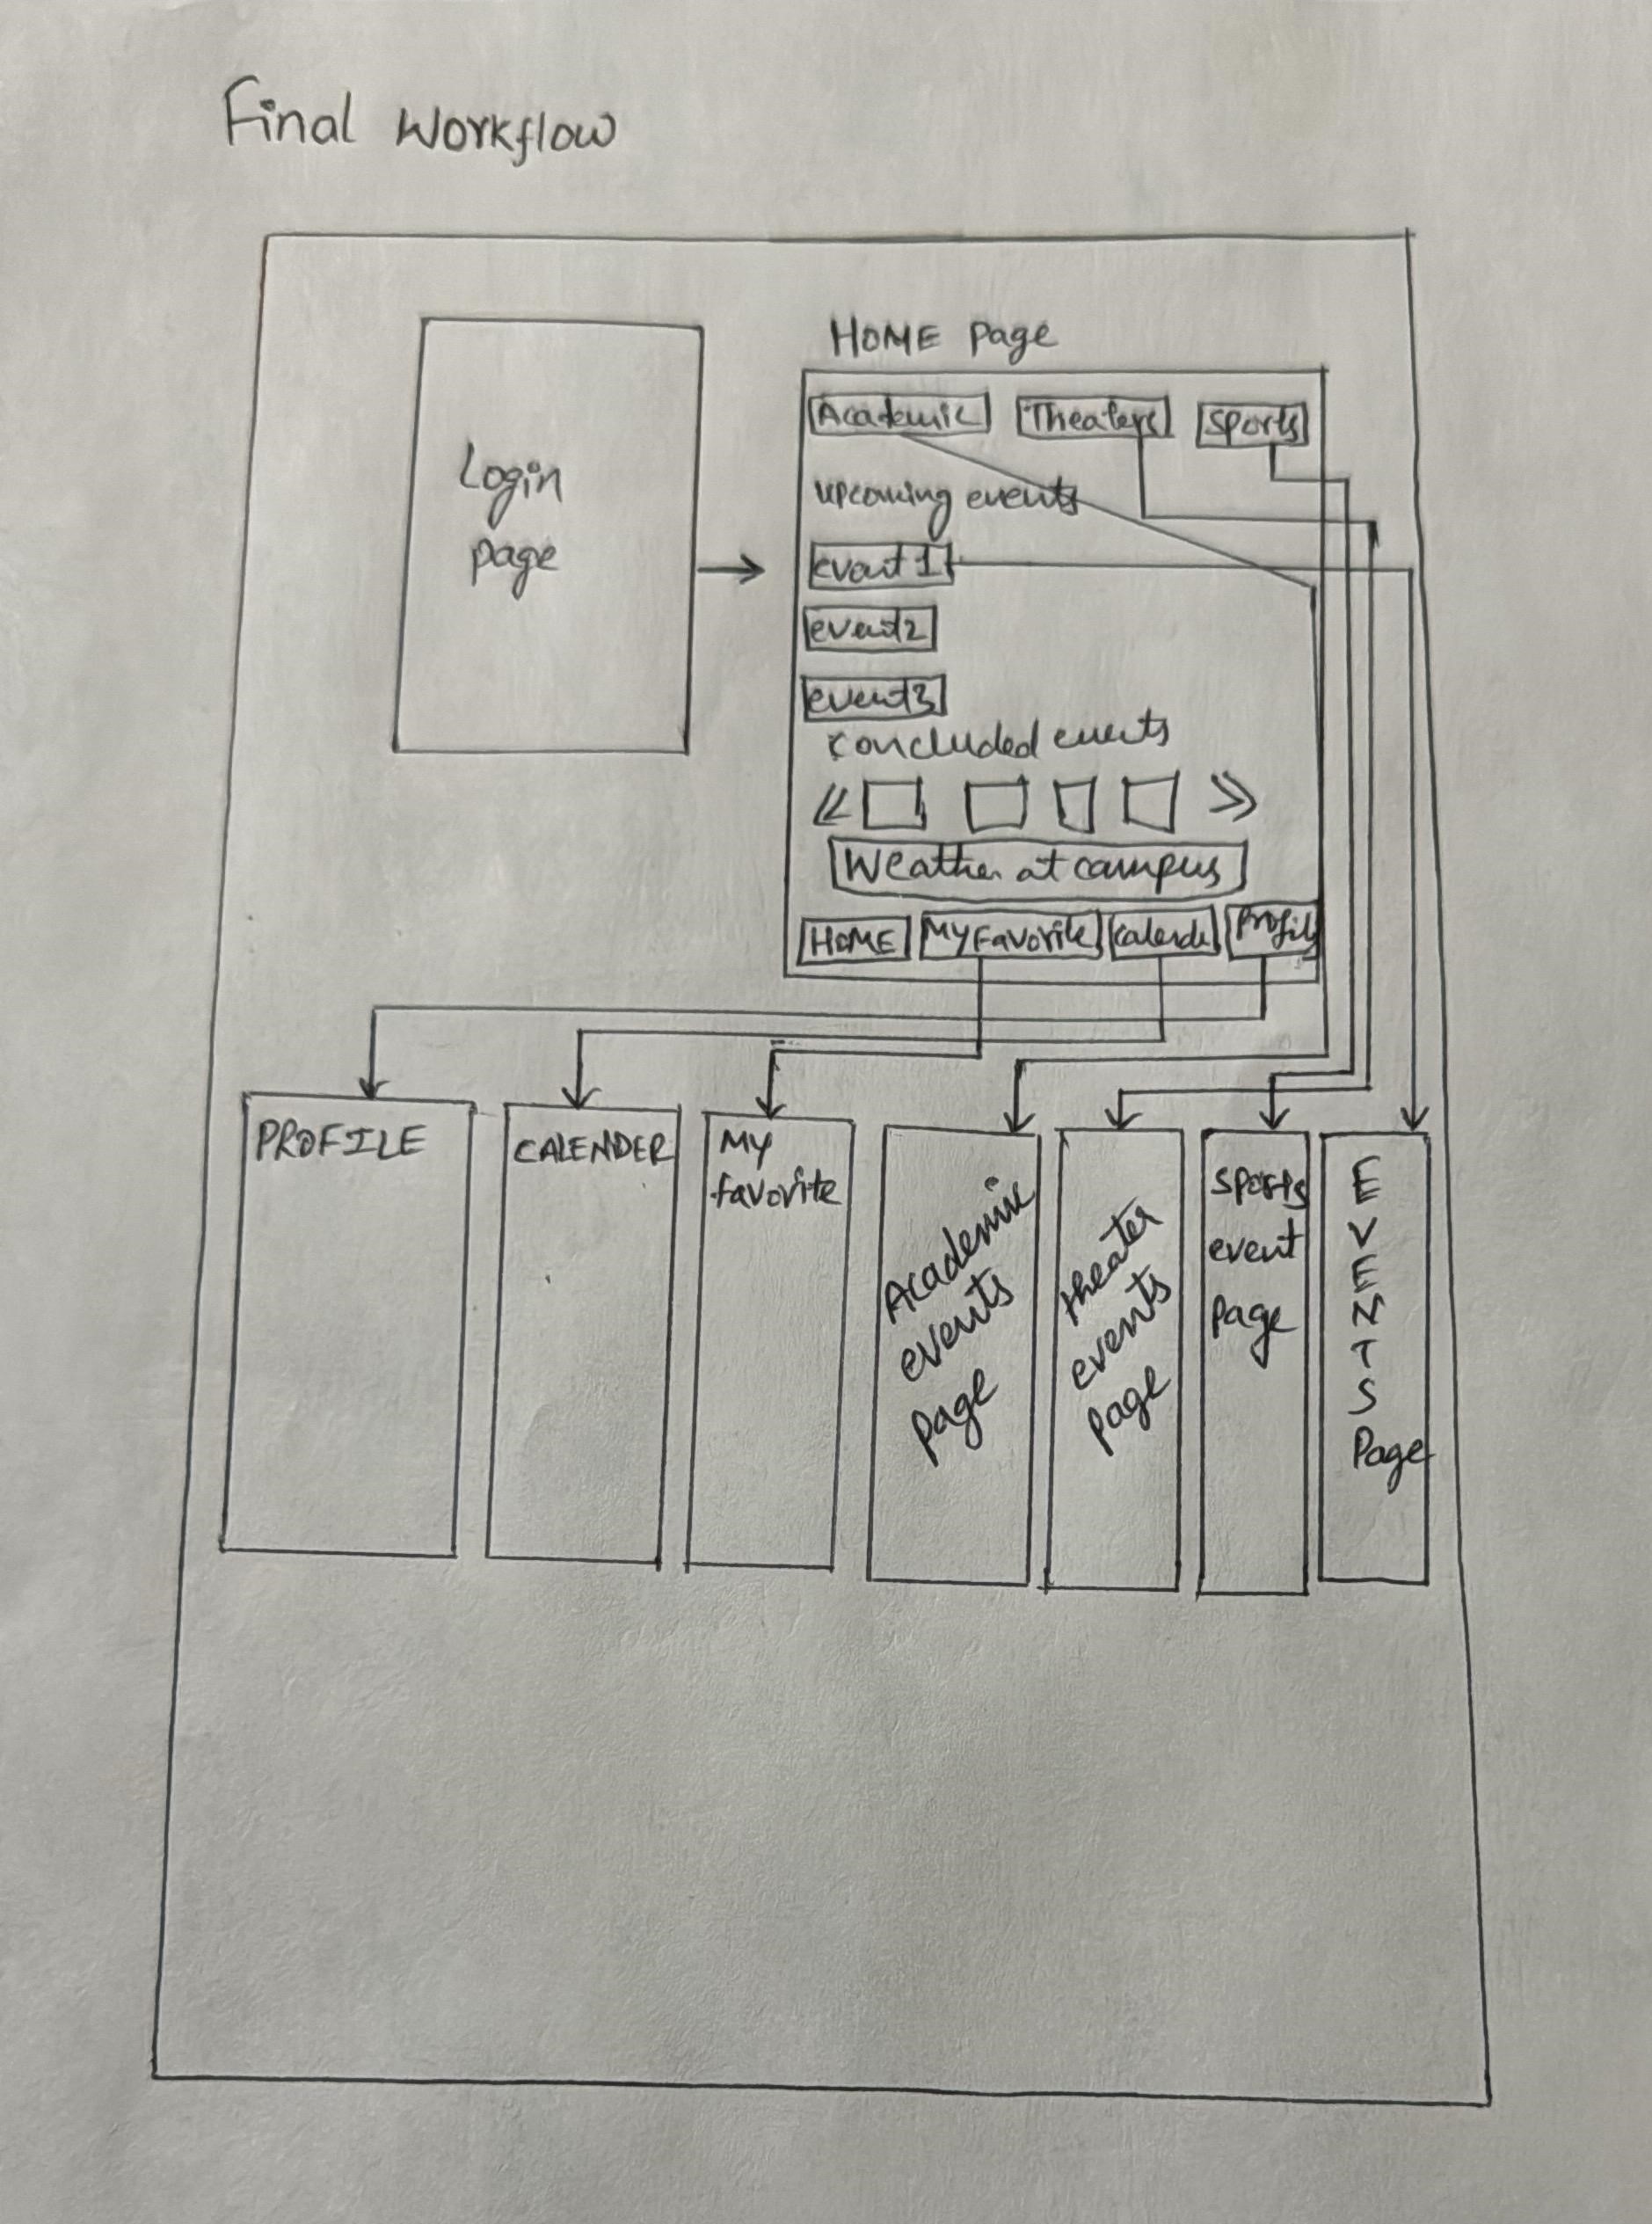 Final Workflow
HOME page
Login
page
Academic Theaters Sports
upcoming events
event 1
event2
event3
concluded events
Weather at campus
HOME My Favorite Calende Profile
PROFILE
CALENDER
My
favorite
Academic
events
page
theater
events
page
sports
event
page
E
V
E
N
T
S
Page